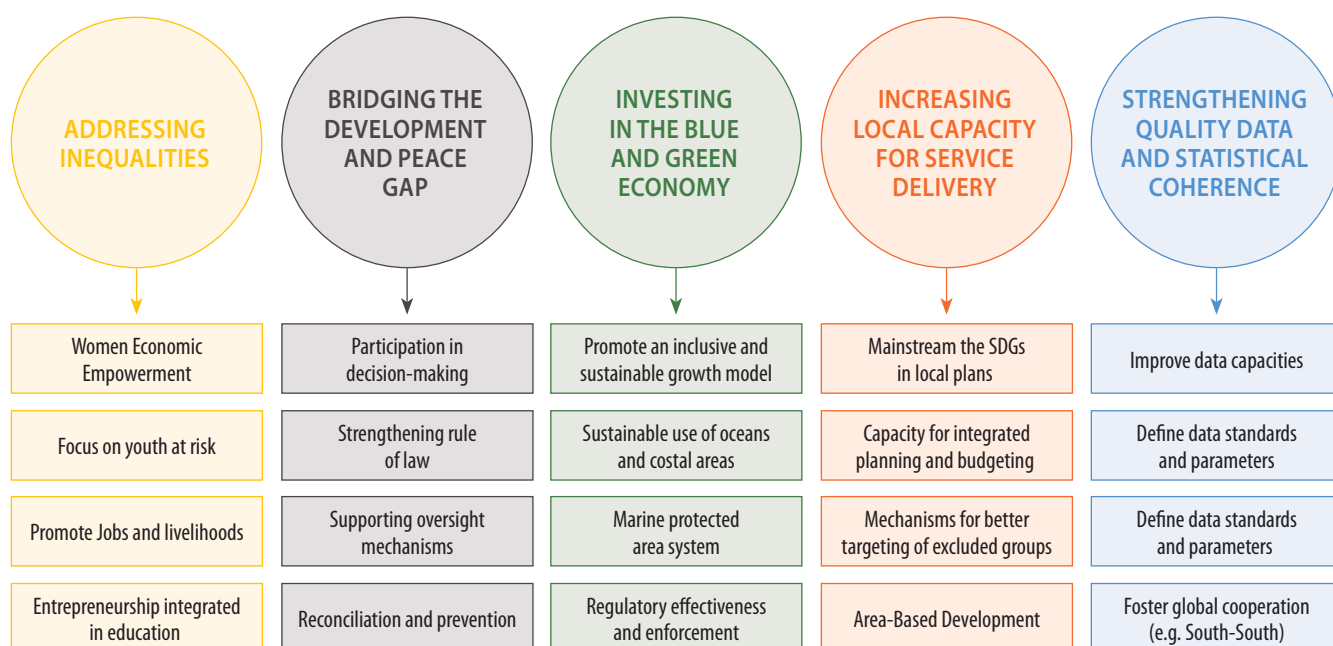 ADDRESSING
INEQUALITIES
BRIDGING THE
DEVELOPMENT
AND PEACE
GAP
INVESTING
IN THE BLUE
AND GREEN
ECONOMY
INCREASING
LOCAL CAPACITY
FOR SERVICE
DELIVERY
STRENGTHENING
QUALITY DATA
AND STATISTICAL
COHERENCE
Women Economic
Empowerment
Participation in
decision-making
Promote an inclusive and
sustainable growth model
Mainstream the SDGs
in local plans
Improve data capacities
Focus on youth at risk
Strengthening rule
of law
Sustainable use of oceans
and costal areas
Capacity for integrated
planning and budgeting
Define data standards
and parameters
Promote Jobs and livelihoods
Supporting oversight
mechanisms
Marine protected
area system
Mechanisms for better
targeting of excluded groups
Define data standards
and parameters
Entrepreneurship integrated
in education
Reconciliation and prevention
Regulatory effectiveness
and enforcement
Area-Based Development
Foster global cooperation
(e.g. South-South)